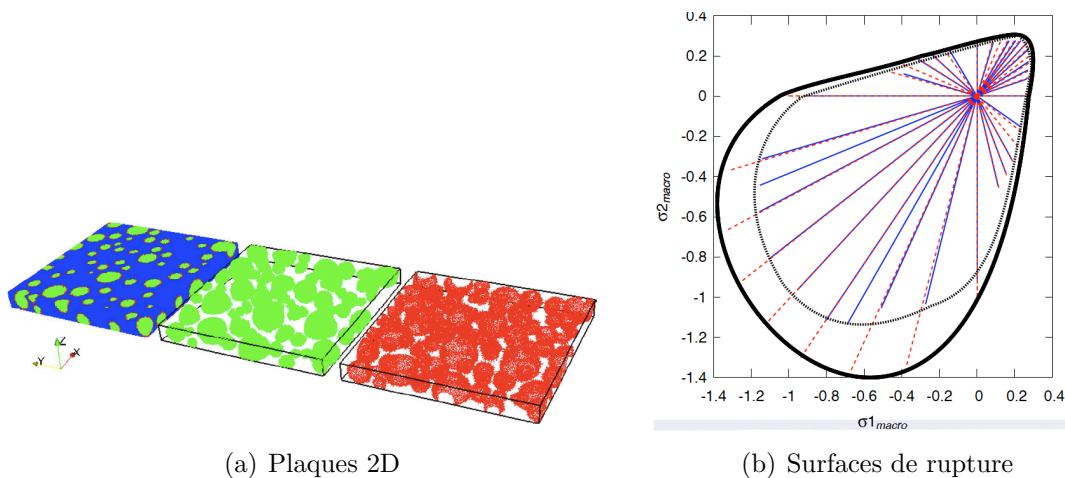 Z
X
Y
σ2macro
0.4
0.2
0
-0.2
-0.4
-0.6
-0.8
-1
-1.2
-1.4
-1.4 -1.2 -1 -0.8 -0.6 -0.4 -0.2 0 0.2 0.4
σ1macro
(a) Plaques 2D
(b) Surfaces de rupture